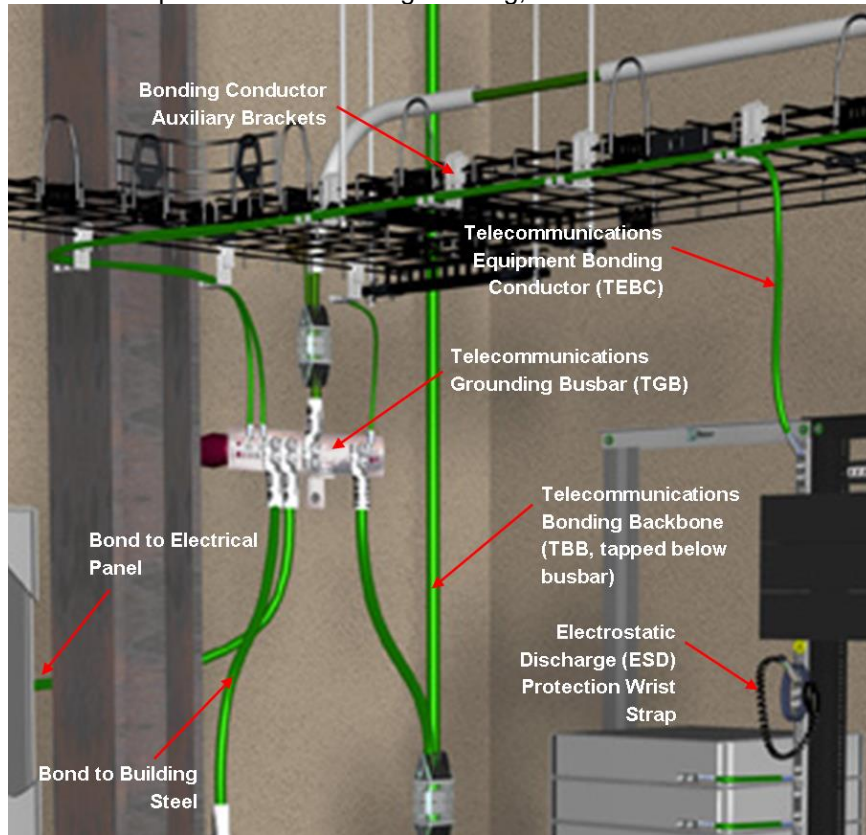 Bonding Conductor
Auxiliary Brackets
Telecommunications
Equipment Bonding
Conductor (TEBC)
Telecommunications
Grounding Busbar (TGB)
Telecommunications
Bonding Backbone
(TBB, tapped below
busbar)
Bond to Electrical
Panel
Electrostatic
Discharge (ESD)
Protection Wrist
Strap
Bond to Building
Steel